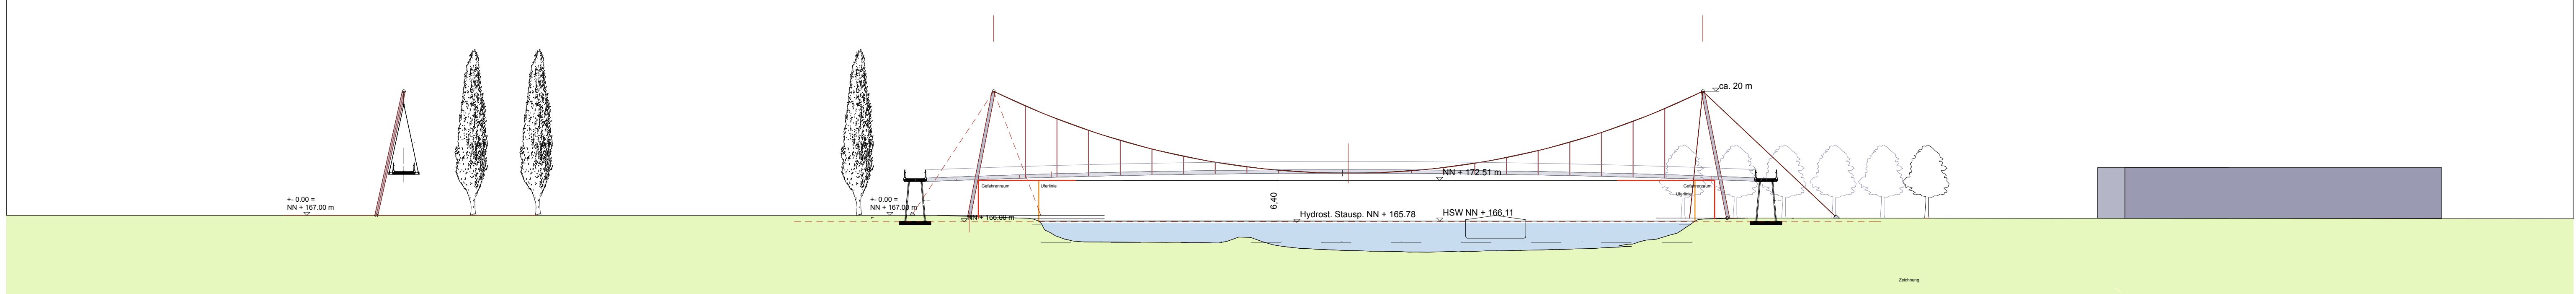 ca. 20 m
NN + 172.51 m
Gefahrenraum
Uferlinie
Gefahrenraum
Uferlinie
+- 0.00 =
NN + 167.00 m
+- 0.00 =
NN + 167.00 m
6,40
NN + 166.00 m
Hydrost. Stausp. NN + 165.78
HSW NN + 166.11
Zeichnung